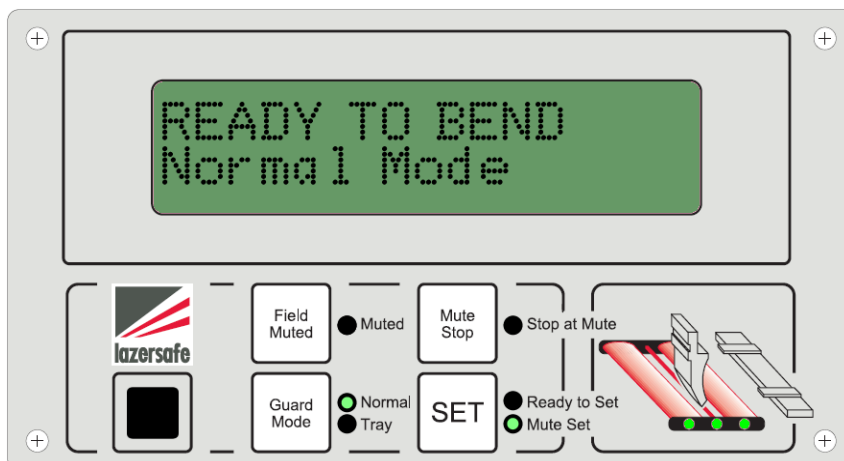 READY TO BEND
Normal Mode
lazersafe
Field
Muted
Muted
Mute
Stop
Stop at Mute
Guard
Mode
Normal
Tray
SET
Ready to Set
Mute Set